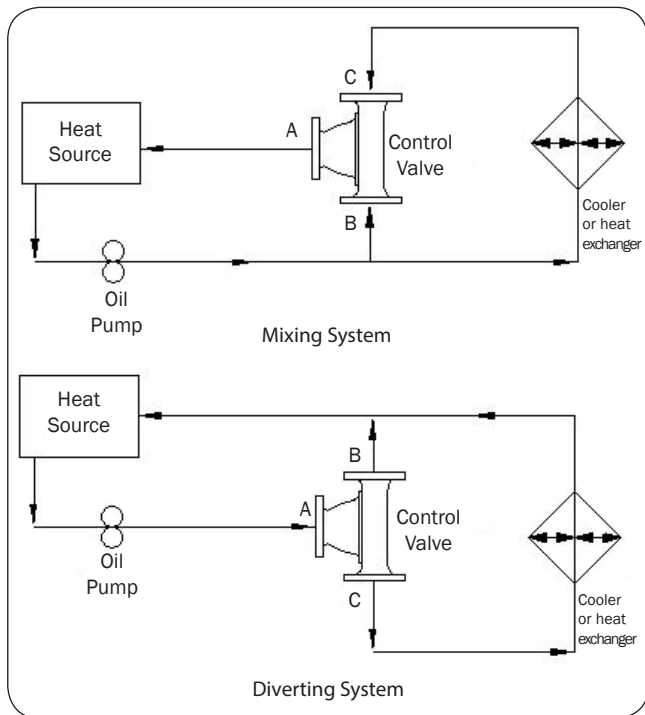 C
Heat
Source
A
Control
Valve
B
Cooler
or heat
exchanger
Oil
Pump
Mixing System
Heat
Source
B
A
Control
Valve
Oil
Pump
C
Cooler
or heat
exchanger
Diverting System